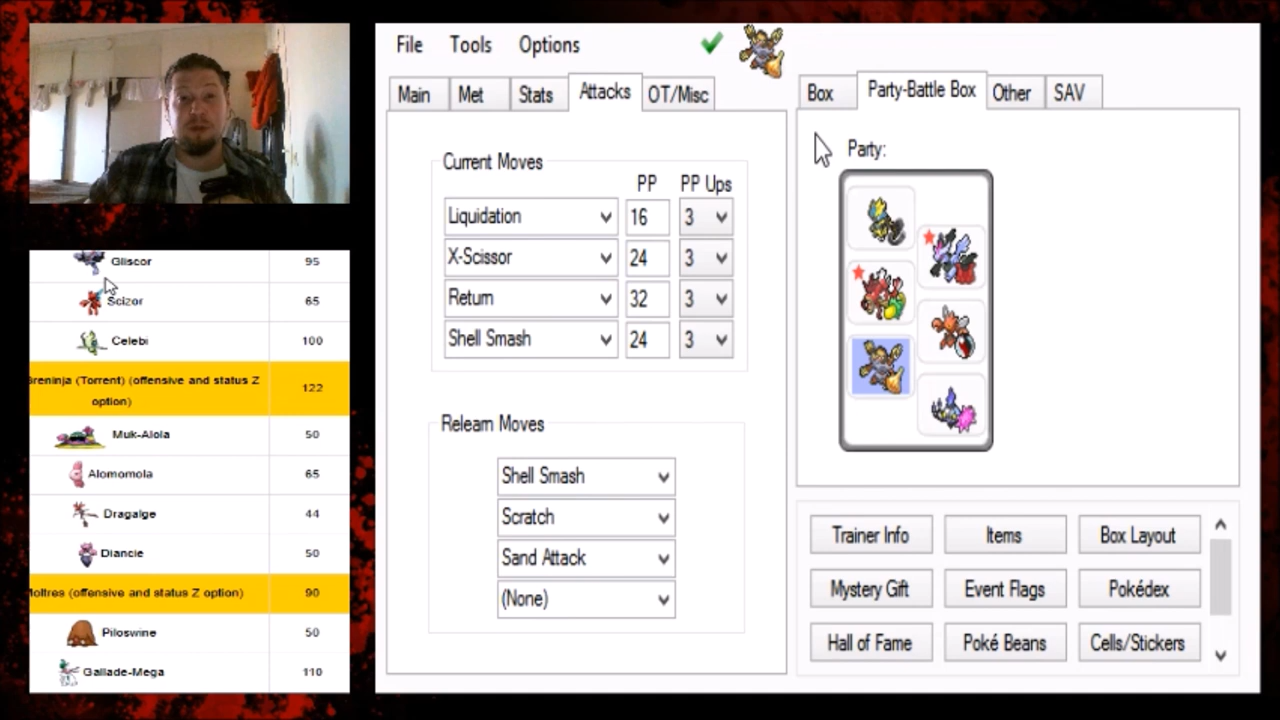 File Tools Options
Main Met Stats Attacks OT/Misc
Current Moves
PP PP Ups
Liquidation 16 3
X-Scissor 24 3
Return 32 3
Shell Smash 24 3
Relearn Moves
Shell Smash
Scratch
Sand Attack
(None)
Box Party-Battle Box Other SAV
Party:
Trainer Info Items Box Layout
Mystery Gift Event Flags Pokédex
Hall of Fame Poké Beans Cells/Stickers
Gliscor 95
Scizor 65
Celebi 100
Greninja (Torrent) (offensive and status Z
option) 122
Muk-Alola 50
Alomomola 65
Dragalge 44
Diancie 50
Moltres (offensive and status Z option) 90
Piloswine 50
Gallade-Mega 110